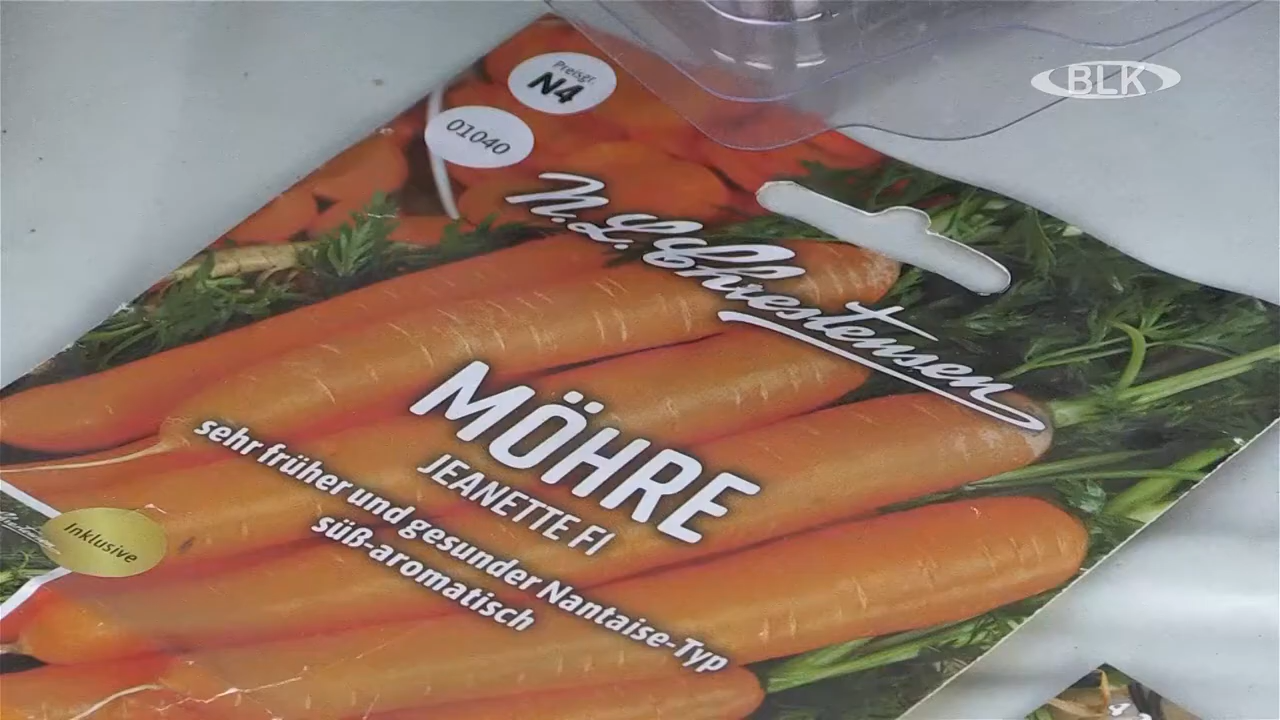 BLK
Preisgr.
N4
01040
N.L. Chrestensen
MÖHRE
JEANETTE F1
sehr früher und gesunder Nantaise-Typ
süß-aromatisch
Inklusive